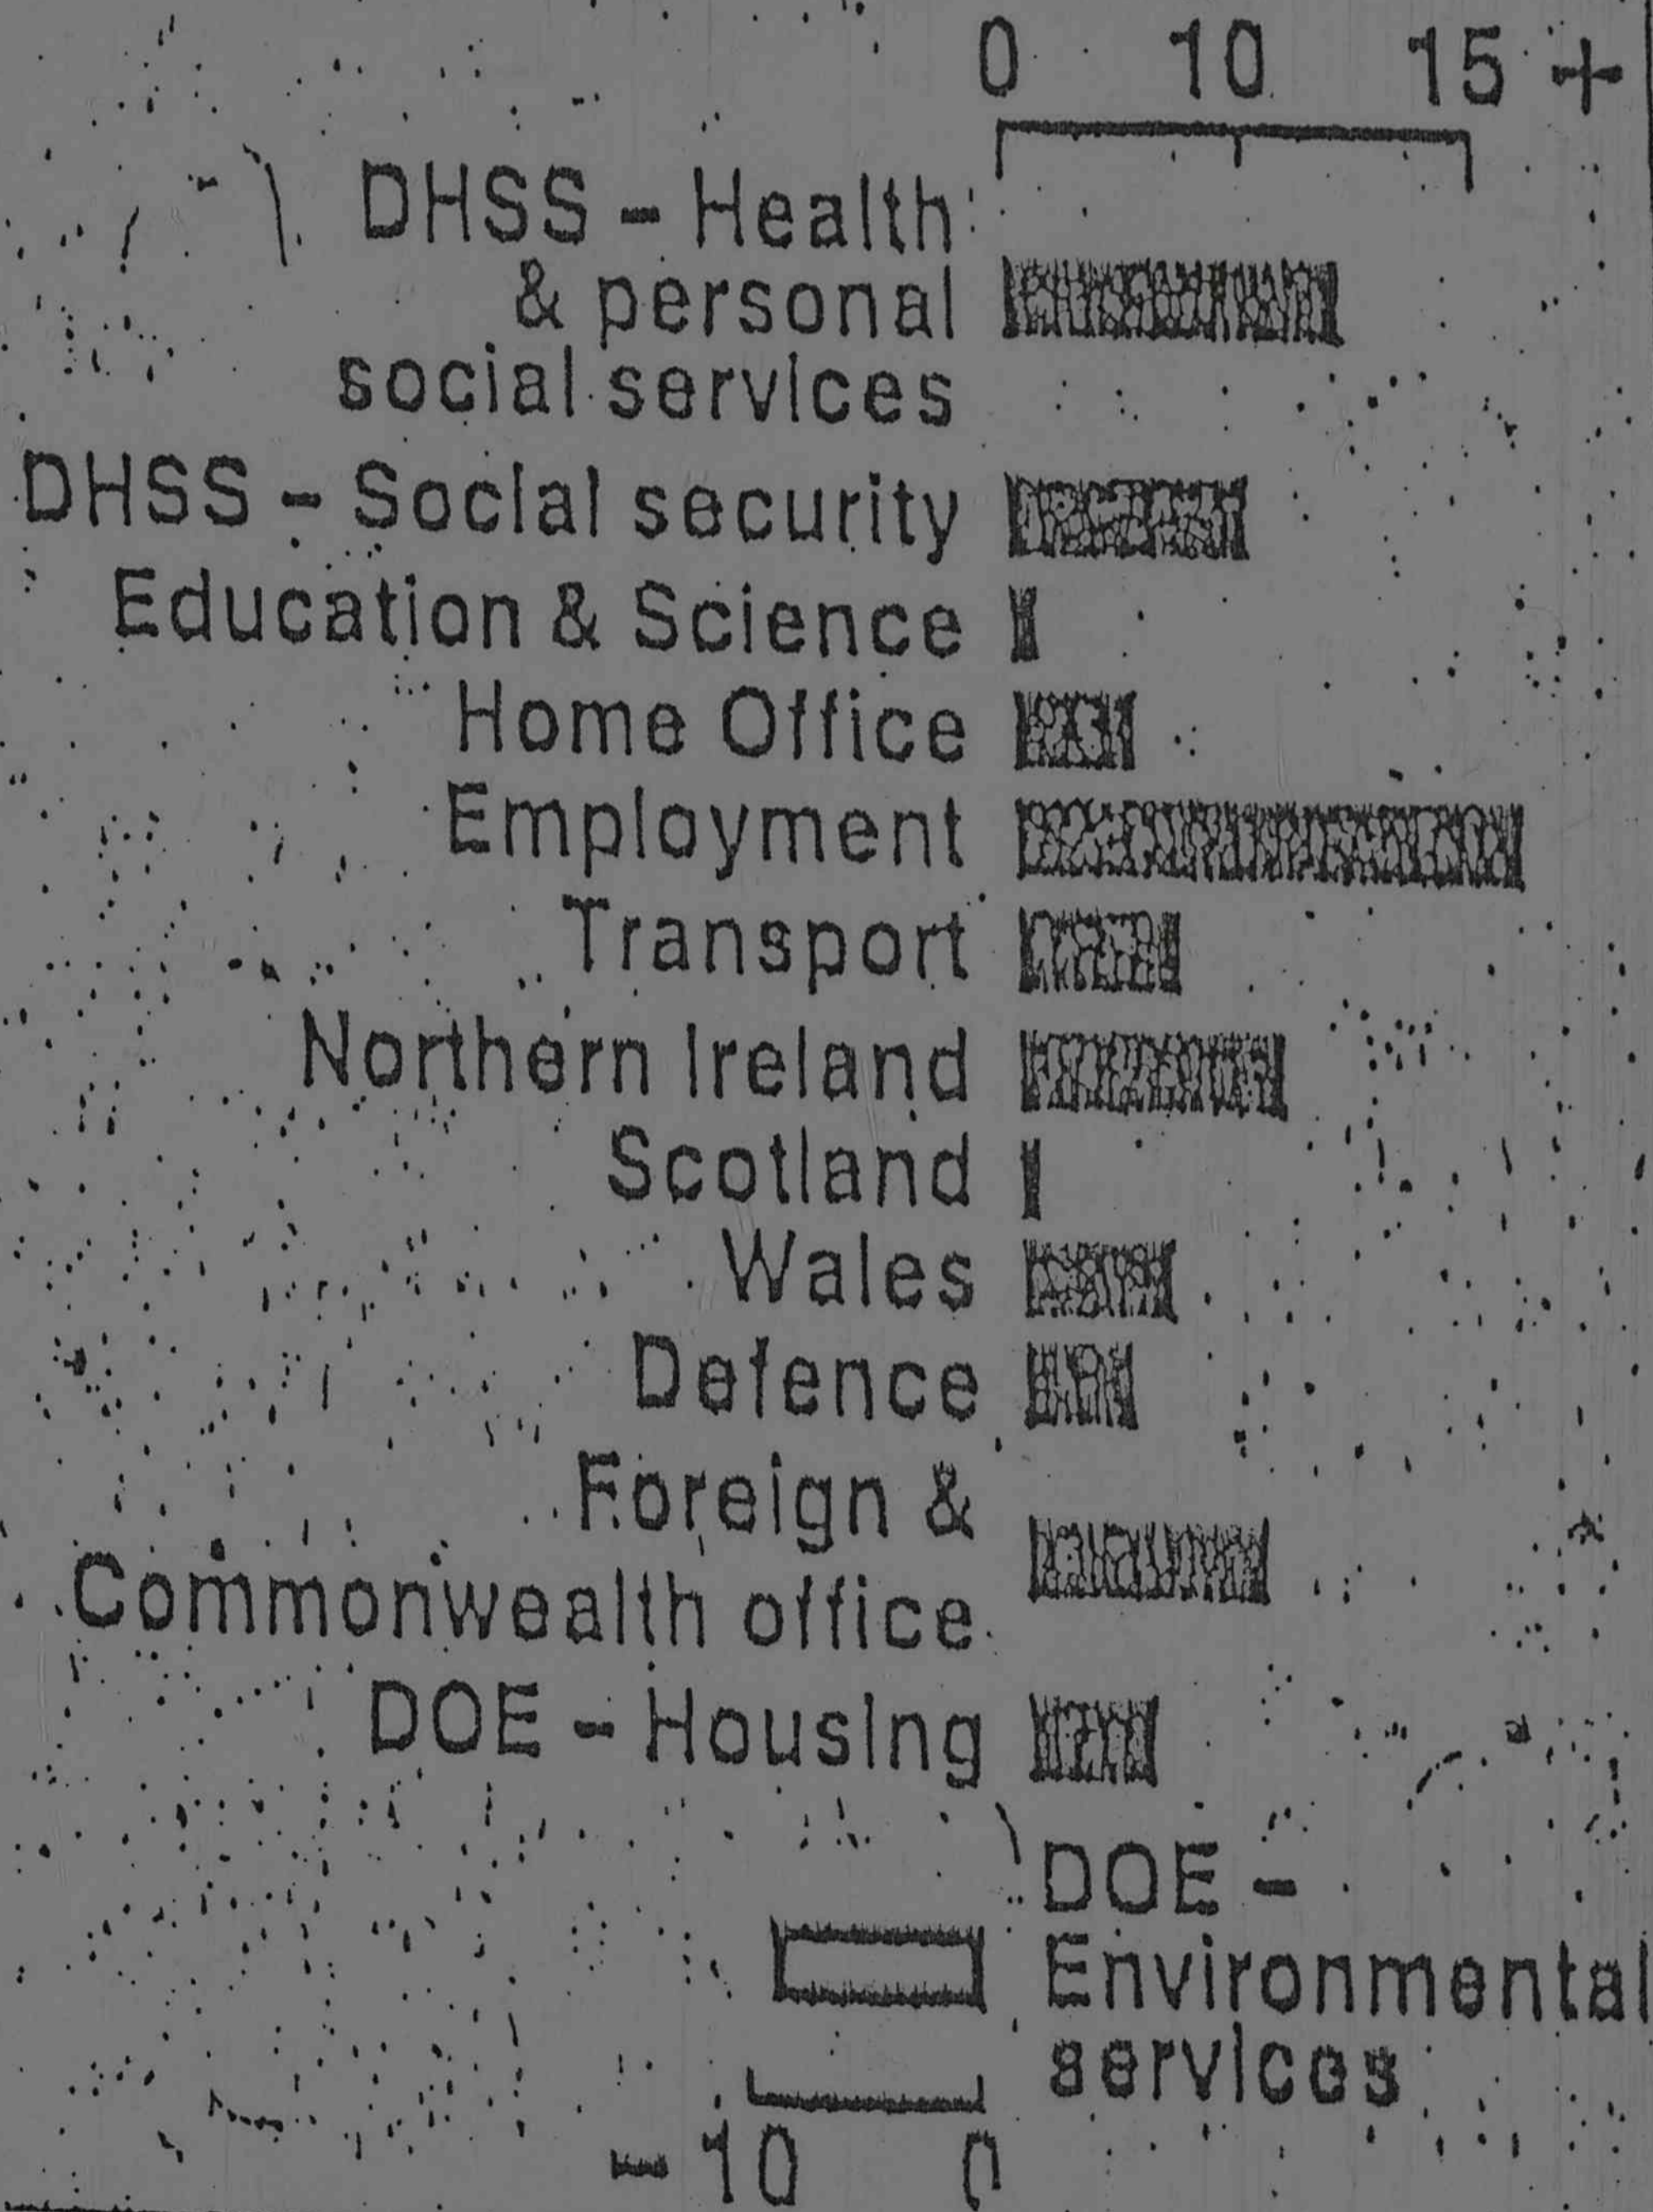 0 10 15 +
DHSS - Health
& personal
social services
DHSS - Social security
Education & Science
Home Office
Employment
Transport
Northern Ireland
Scotland
Wales
Defence
Foreign &
Commonwealth office
DOE - Housing
DOE -
Environmental
services
- 10 0